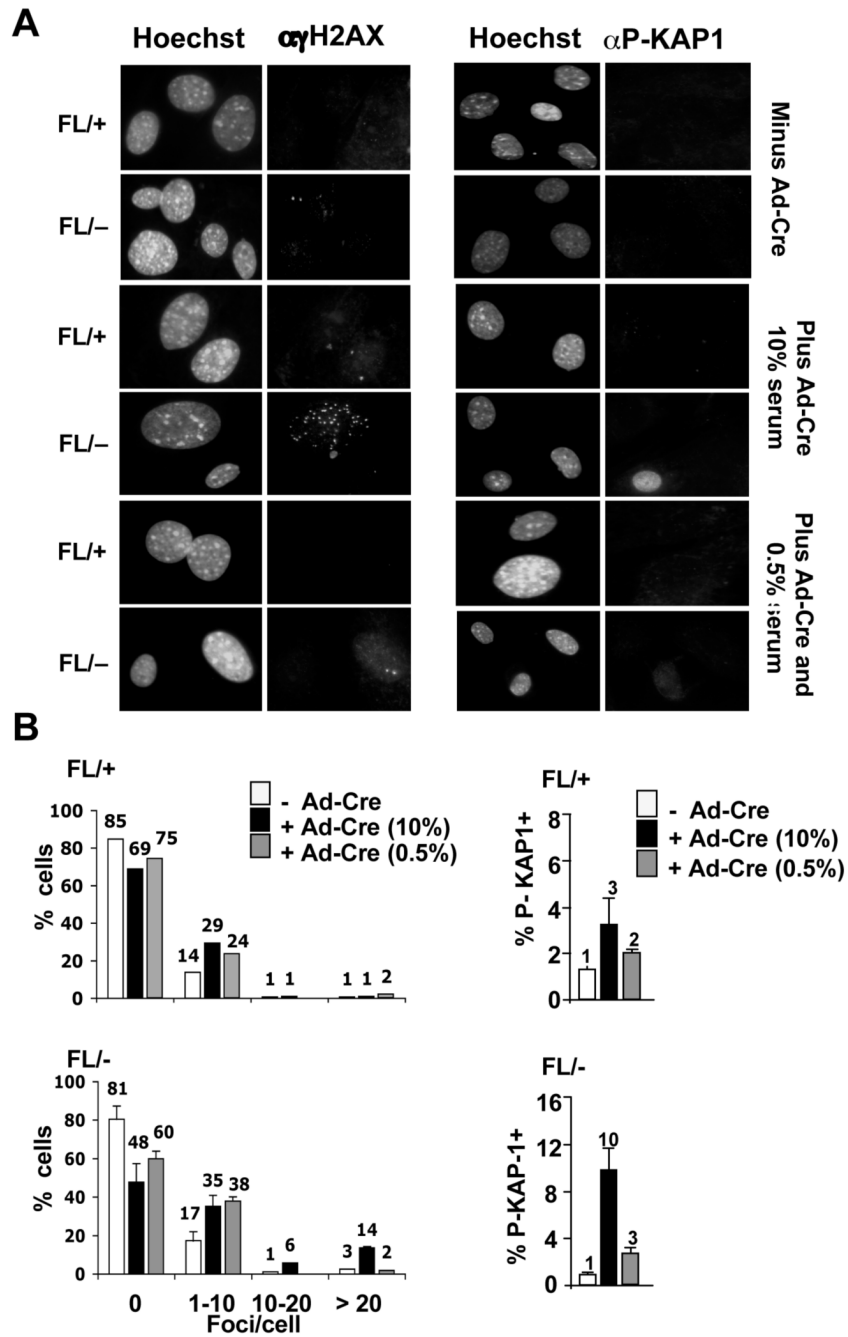 A
Hoechst αγH2AX Hoechst αP-KAP1
FL/+
FL/–
Minus Ad-Cre
FL/+
FL/–
Plus Ad-Cre
10% serum
FL/+
FL/–
Plus Ad-Cre and
0.5% serum
B
FL/+
- Ad-Cre
+ Ad-Cre (10%)
+ Ad-Cre (0.5%)
% cells
100
80
60
40
20
0
85 69 75
14 29 24
1 1
1 1 2
FL/+
- Ad-Cre
+ Ad-Cre (10%)
+ Ad-Cre (0.5%)
% P- KAP1+
8
6
4
2
0
1 3 2
FL/-
% cells
100
80
60
40
20
0
81 48 60
17 35 38
1 6
3 14 2
0 1-10 10-20 > 20
Foci/cell
FL/-
% P-KAP-1+
16
12
8
4
0
1 10 3